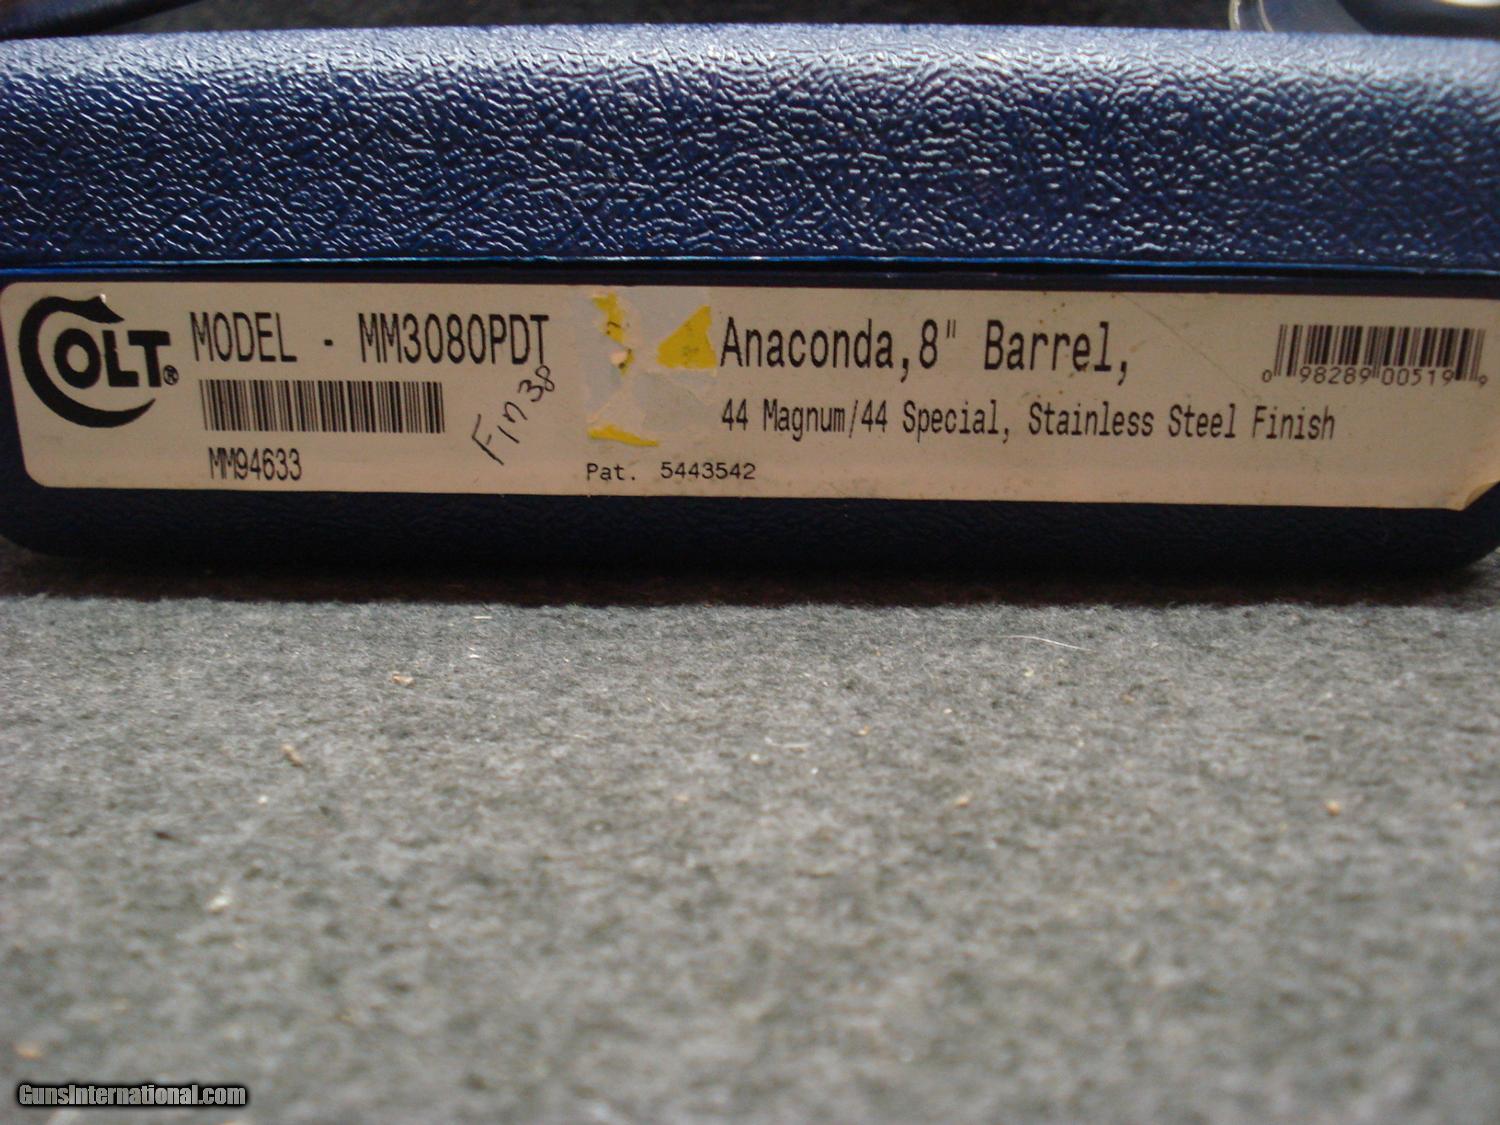 COLT® MODEL - MM3080PDT
MM94633
Fin 38
Anaconda,8" Barrel,
44 Magnum/44 Special, Stainless Steel Finish
Pat. 5443542
0 98289 00519 9
GunsInternational.com